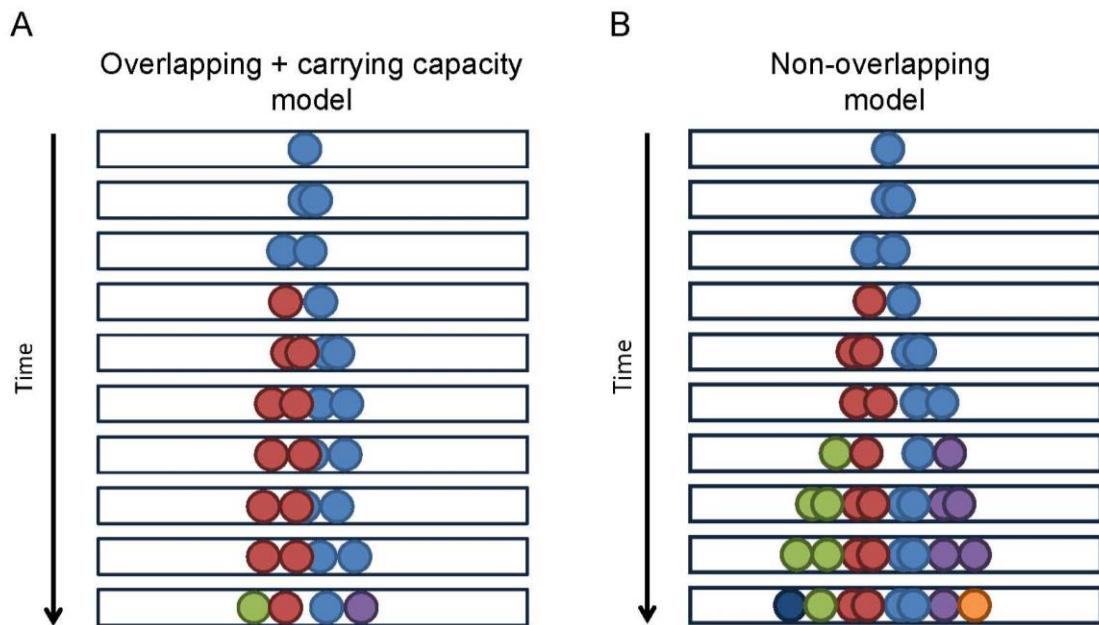 A
Overlapping + carrying capacity
model
Time
B
Non-overlapping
model
Time